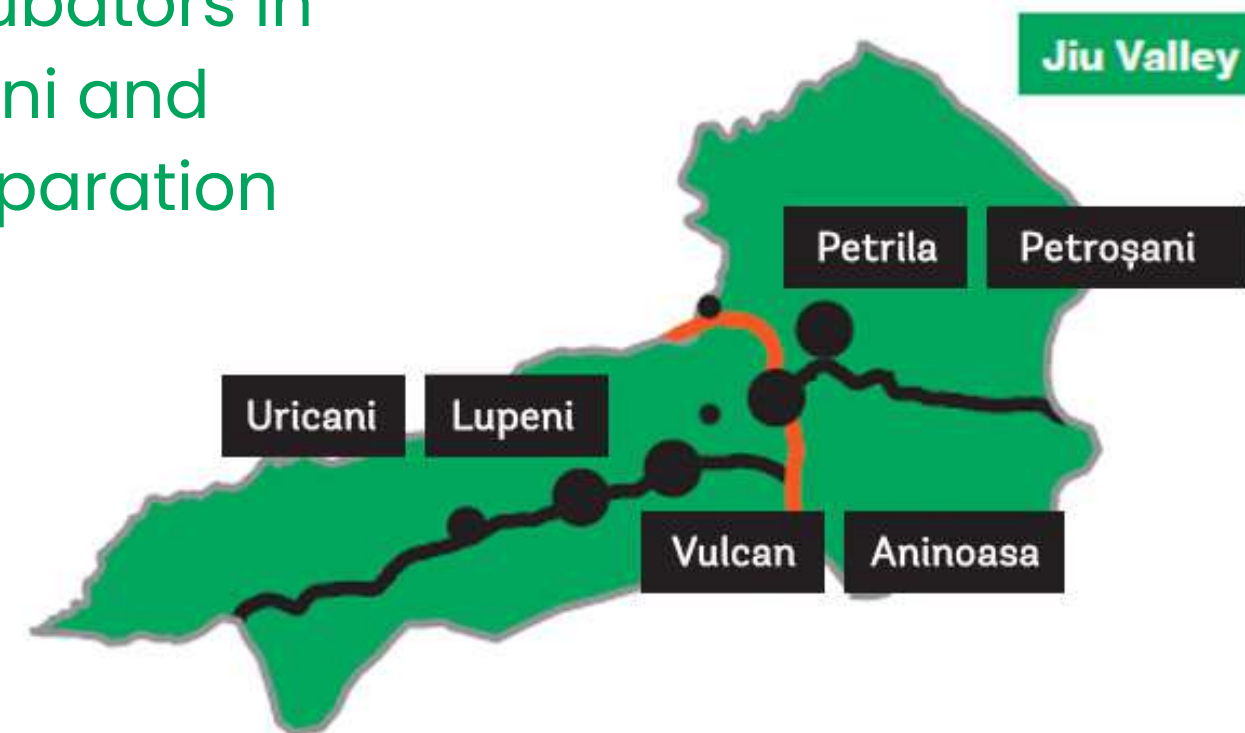 ubators in
ni and
paration
Jiu Valley
Petrila Petroșani
Uricani Lupeni
Vulcan Aninoasa